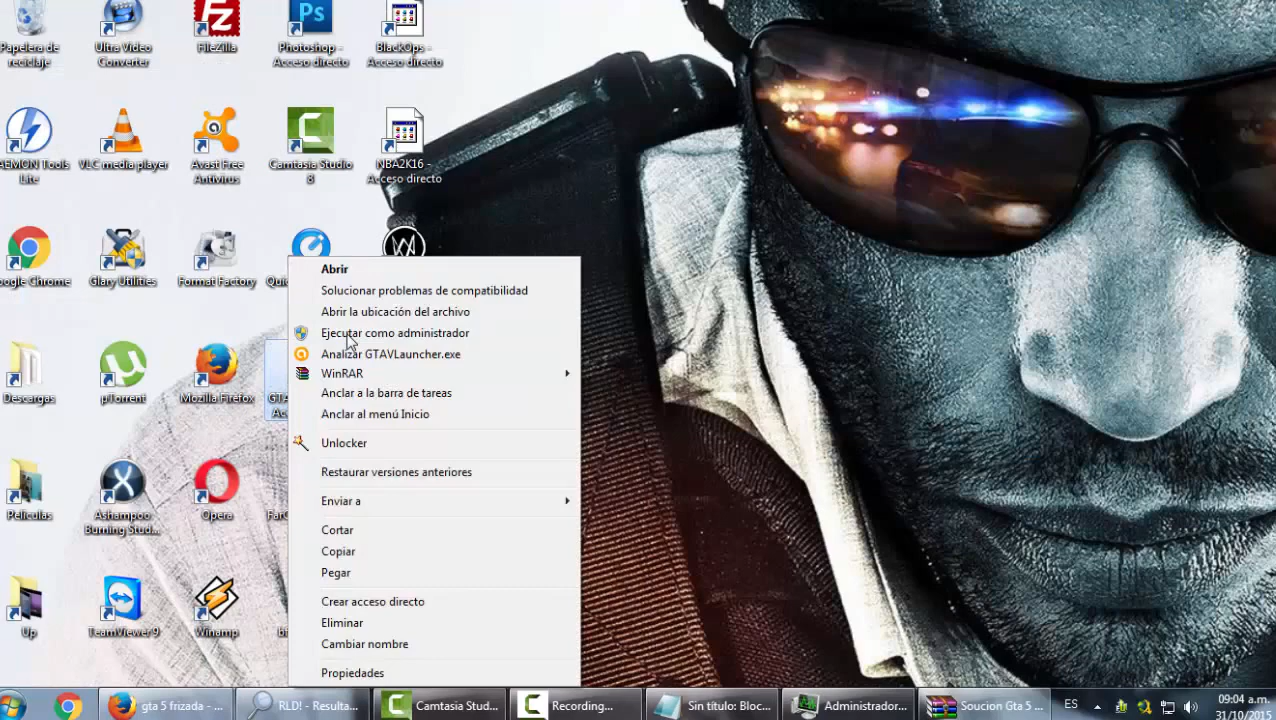 Papelera de
reciclaje
Ultra Video
Converter
FileZilla
Ps
Photoshop -
Acceso directo
BlackOps -
Acceso directo
AEMON Tools
Lite
VLC media player
Avast Free
Antivirus
Camtasia Studio
8
NBA2K16 -
Acceso directo
oogle Chrome
Glary Utilities
Format Factory
Descargas
µTorrent
Mozilla Firefox
Películas
Ashampoo
Burning Stud...
Opera
Up
TeamViewer 9
Winamp
Abrir
Solucionar problemas de compatibilidad
Abrir la ubicación del archivo
Ejecutar como administrador
Analizar GTAVLauncher.exe
WinRAR
Anclar a la barra de tareas
Anclar al menú Inicio
Unlocker
Restaurar versiones anteriores
Enviar a
Cortar
Copiar
Pegar
Crear acceso directo
Eliminar
Cambiar nombre
Propiedades
gta 5 frizada - ...
RLD! - Resulta...
Camtasia Stud...
Recording...
Sin título: Bloc...
Administrador...
Soucion Gta 5 ...
ES
09:04 a.m.
31/10/2015